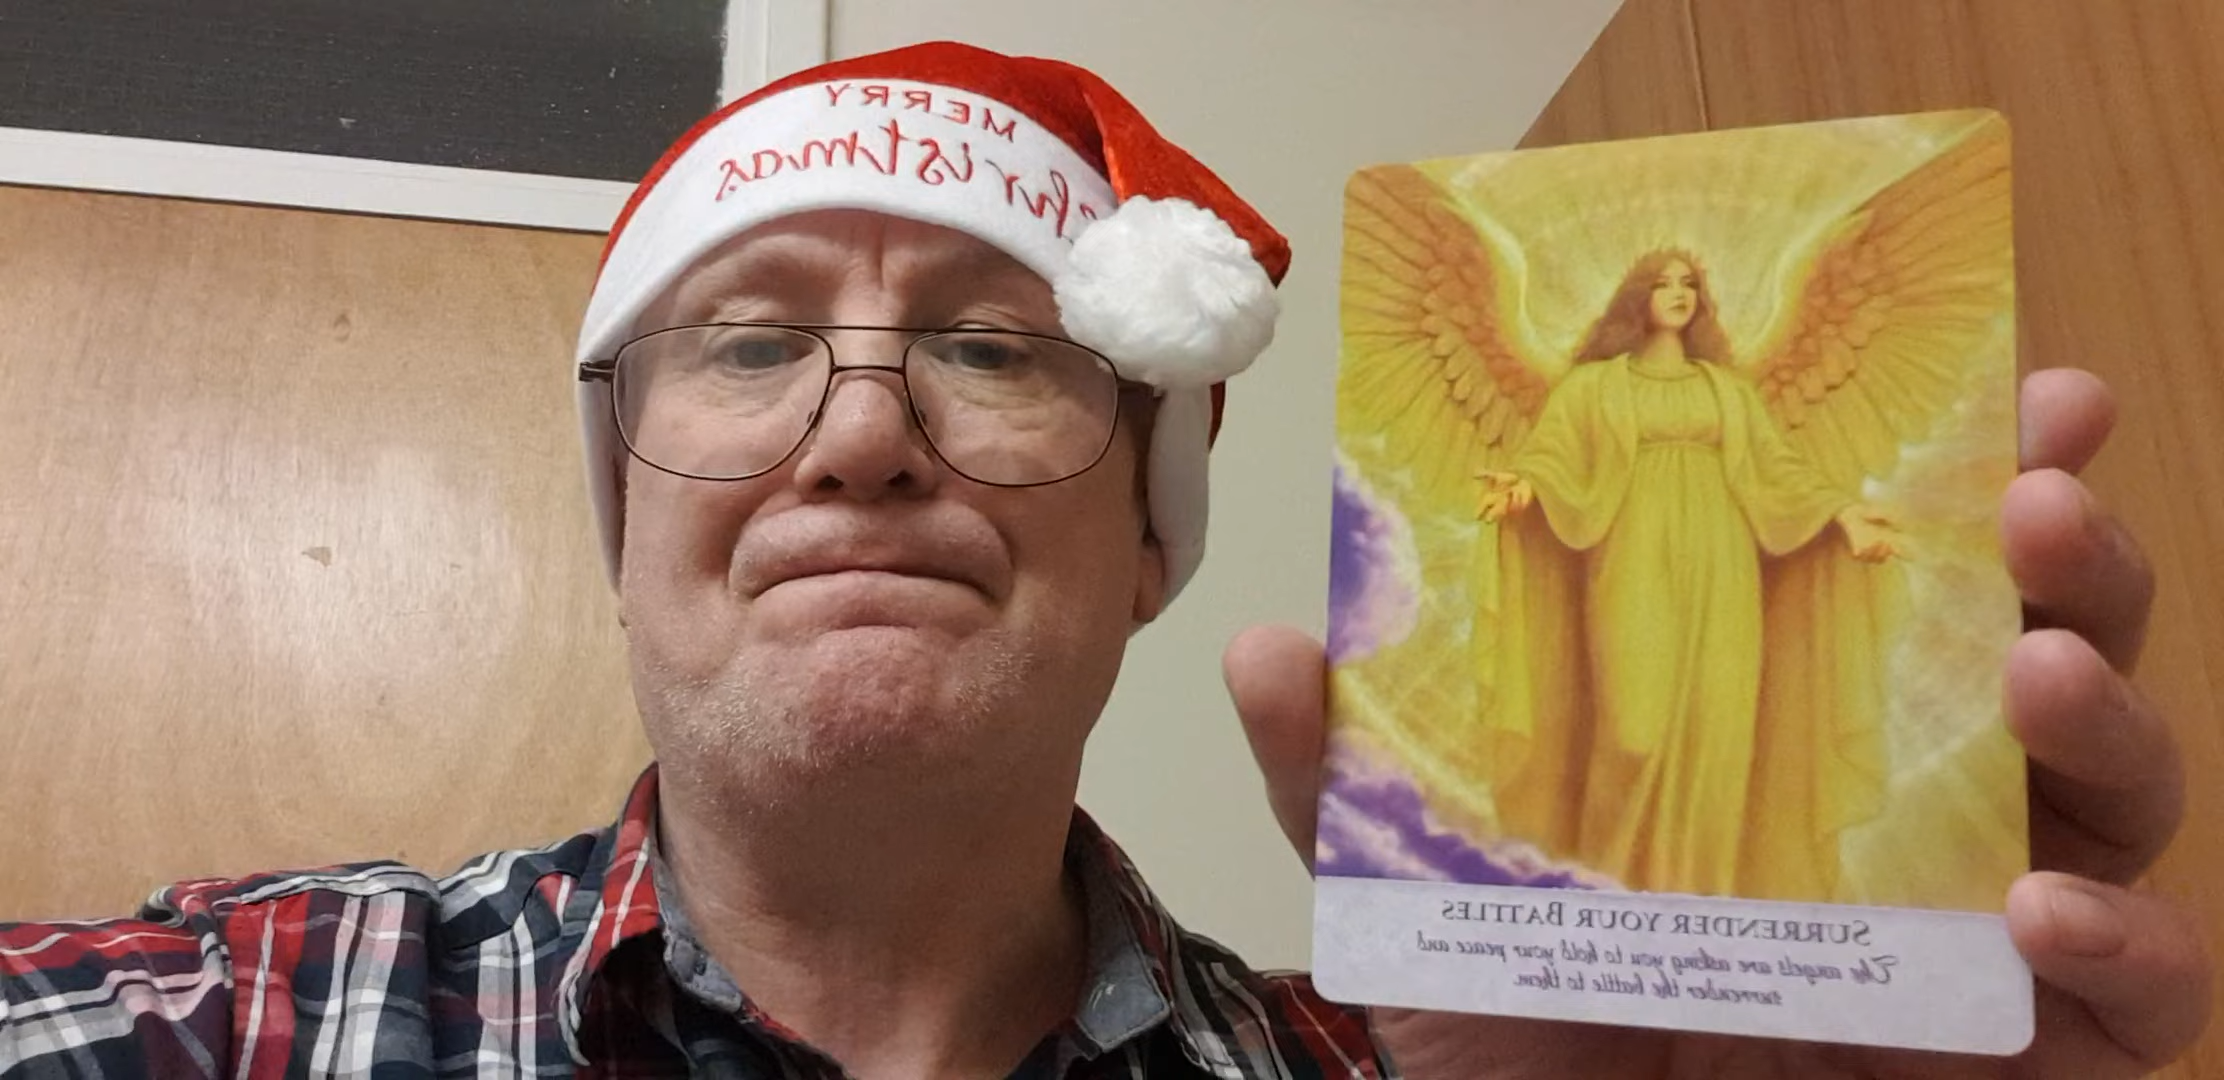 MERRY
Christmas
SURRENDER YOUR BATTLES
The angels are asking you to hold your peace and
surrender the battle to them.